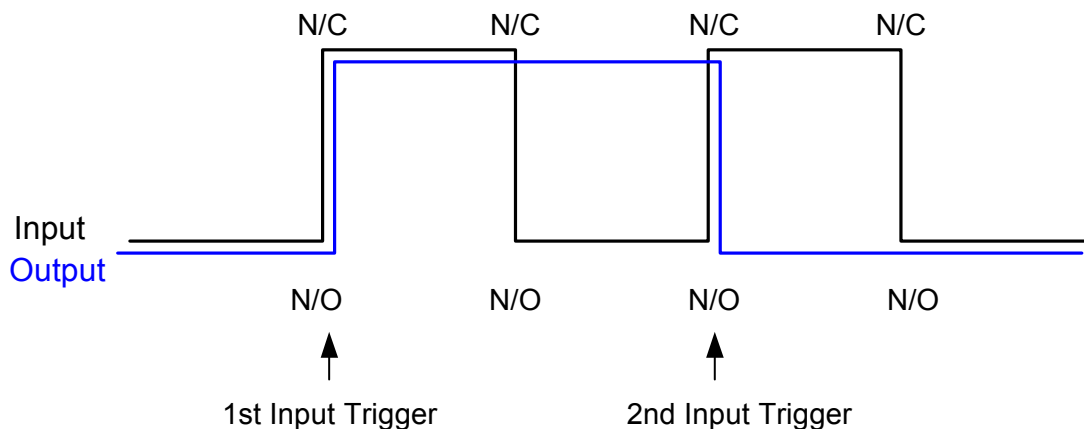 N/C N/C N/C N/C
Input
Output
N/O N/O N/O N/O
1st Input Trigger 2nd Input Trigger